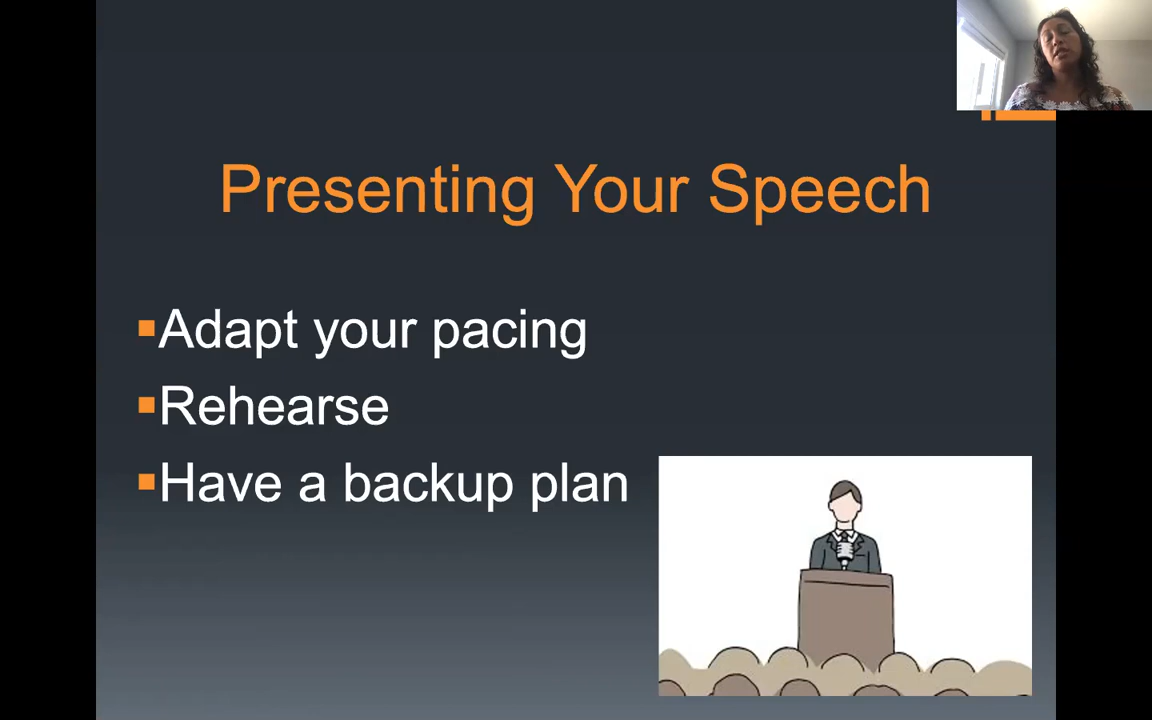 Presenting Your Speech
Adapt your pacing
Rehearse
Have a backup plan